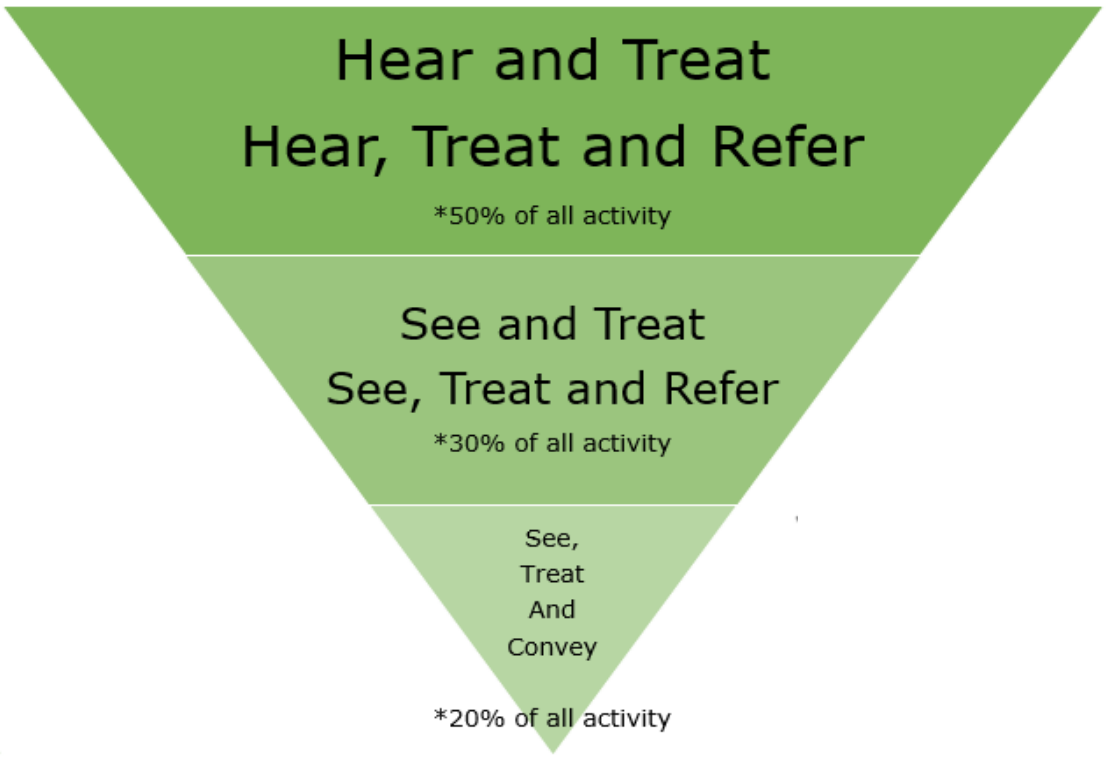 Hear and Treat
Hear, Treat and Refer
*50% of all activity
See and Treat
See, Treat and Refer
*30% of all activity
See,
Treat
And
Convey
*20% of all activity